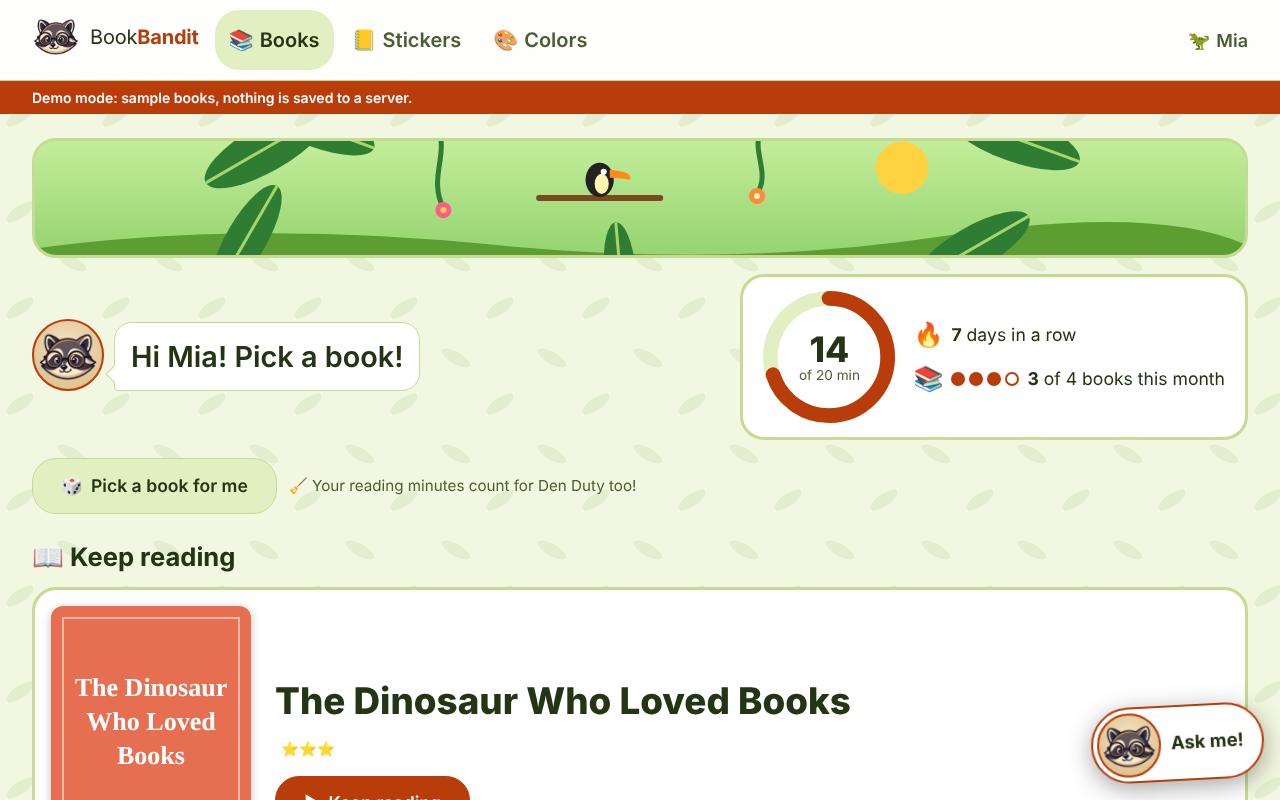 BookBandit
📚 Books
📒 Stickers
🎨 Colors
🦖 Mia
Demo mode: sample books, nothing is saved to a server.
Hi Mia! Pick a book!
14
of 20 min
🔥 7 days in a row
📚 3 of 4 books this month
🎲 Pick a book for me
🧹 Your reading minutes count for Den Duty too!
📖 Keep reading
The Dinosaur
Who Loved
Books
The Dinosaur Who Loved Books
⭐⭐⭐
▶ Keep reading
Ask me!